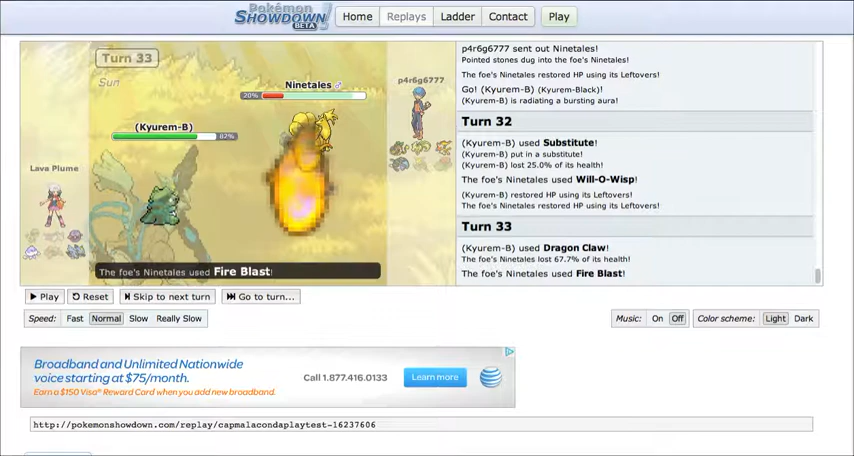 Pokémon
SHOWDOWN!
BETA
Home
Replays
Ladder
Contact
Play
Turn 33
Sun
Ninetales ♂
20%
(Kyurem-B)
82%
p4r6g6777
Lava Plume
The foe's Ninetales used Fire Blast!
p4r6g6777 sent out Ninetales!
Pointed stones dug into the foe's Ninetales!
The foe's Ninetales restored HP using its Leftovers!
Go! (Kyurem-B) (Kyurem-Black)!
(Kyurem-B) is radiating a bursting aura!
Turn 32
(Kyurem-B) used Substitute!
(Kyurem-B) put in a substitute!
(Kyurem-B) lost 25.0% of its health!
The foe's Ninetales used Will-O-Wisp!
(Kyurem-B) restored HP using its Leftovers!
The foe's Ninetales restored HP using its Leftovers!
Turn 33
(Kyurem-B) used Dragon Claw!
The foe's Ninetales lost 67.7% of its health!
The foe's Ninetales used Fire Blast!
Play
Reset
Skip to next turn
Go to turn...
Speed: Fast Normal Slow Really Slow
Music: On Off
Color scheme: Light Dark
Broadband and Unlimited Nationwide
voice starting at $75/month.
Earn a $150 Visa® Reward Card when you add new broadband.
Call 1.877.416.0133
Learn more
at&t
http://pokemonshowdown.com/replay/capmalacondaplaytest-16237606